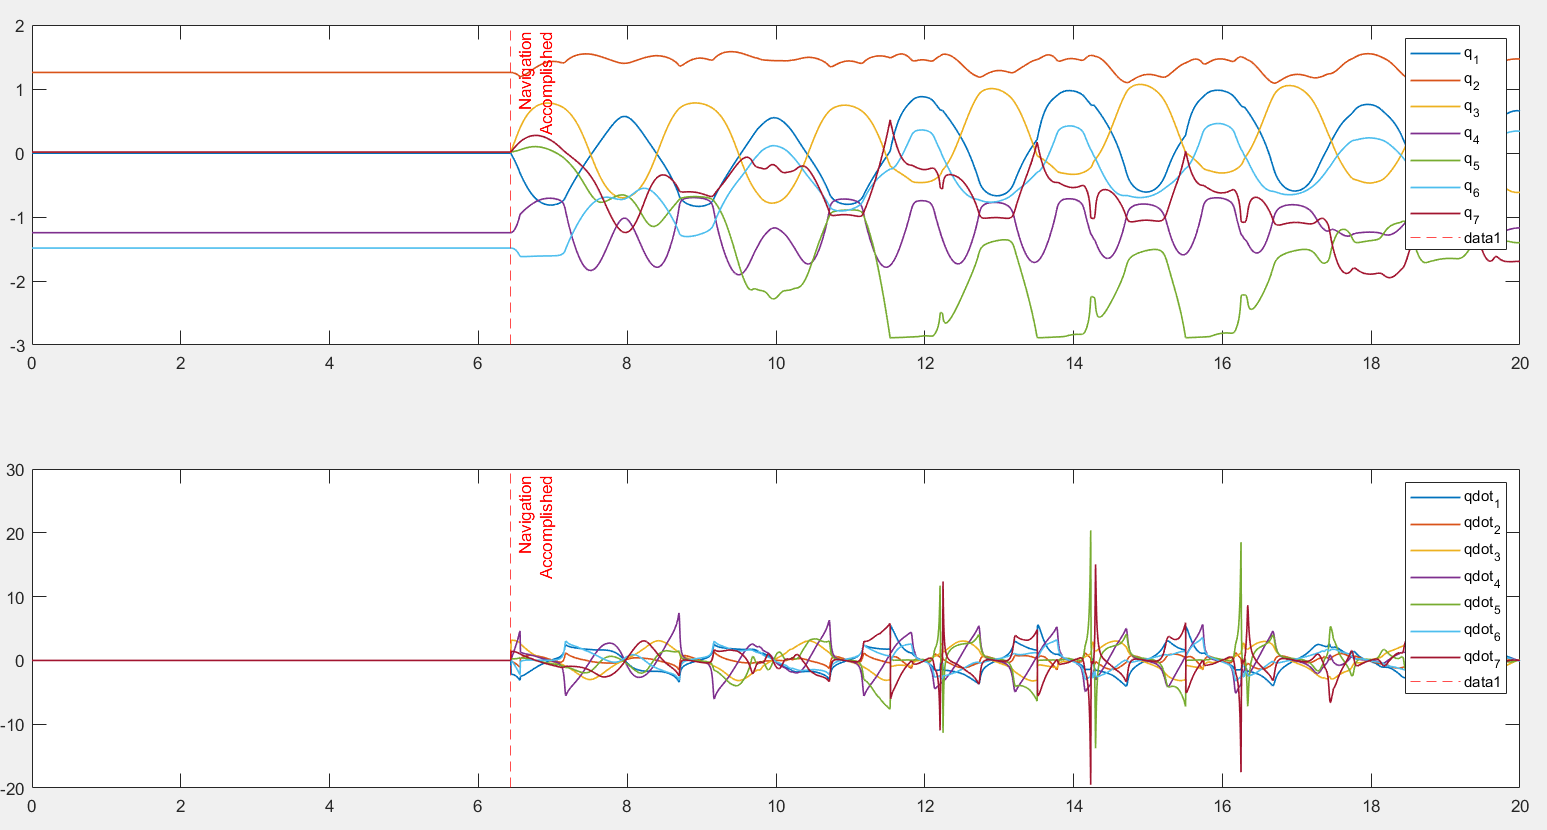 2
1
0
-1
-2
-3
0 2 4 6 8 10 12 14 16 18 20
Navigation
Accomplished
q1
q2
q3
q4
q5
q6
q7
data1
30
20
10
0
-10
-20
0 2 4 6 8 10 12 14 16 18 20
Navigation
Accomplished
qdot1
qdot2
qdot3
qdot4
qdot5
qdot6
qdot7
data1